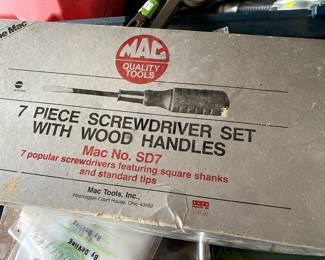 e Mac
MAC
QUALITY
TOOLS
7 PIECE SCREWDRIVER SET
WITH WOOD HANDLES
Mac No. SD7
7 popular screwdrivers featuring square shanks
and standard tips
Mac Tools, Inc.,
Washington Court House, Ohio 43160